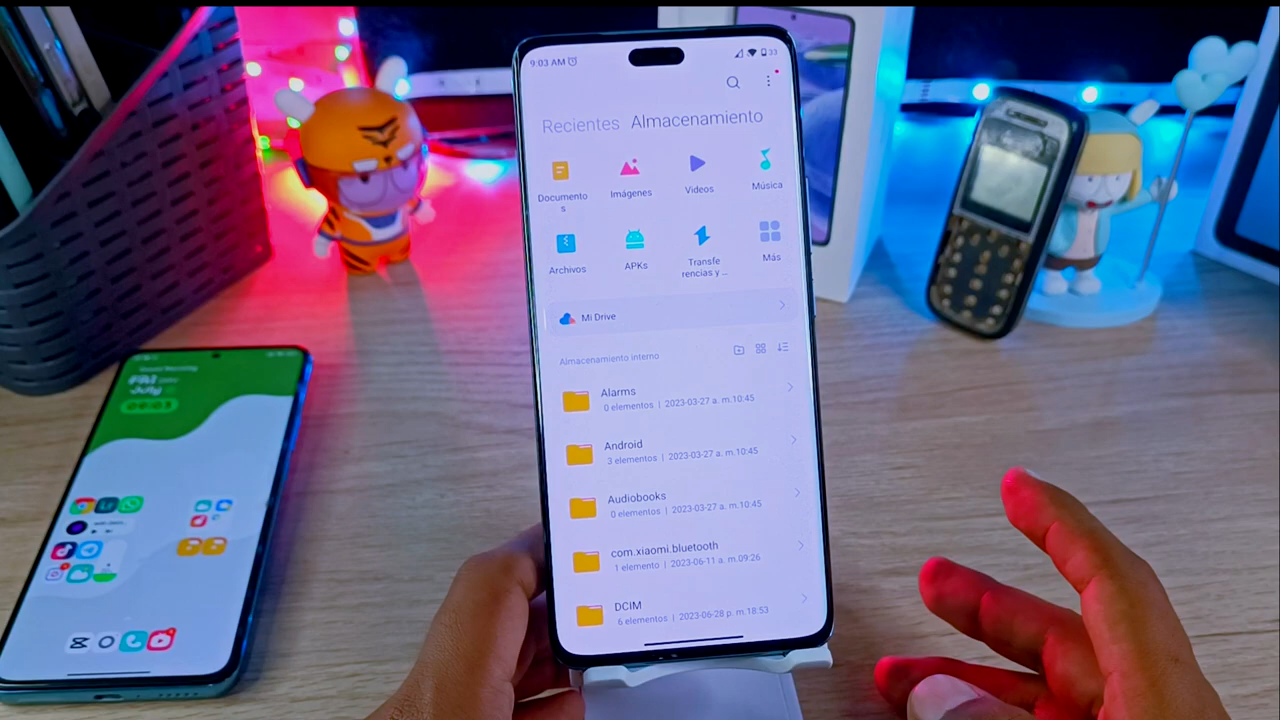 9:03 AM
33
Recientes Almacenamiento
Documento
s
Imágenes
Videos
Música
Archivos
APKs
Transfe
rencias y ...
Más
Mi Drive
Almacenamiento interno
Alarms
0 elementos | 2023-03-27 a. m.10:45
Android
3 elementos | 2023-03-27 a. m.10:45
Audiobooks
0 elementos | 2023-03-27 a. m.10:45
com.xiaomi.bluetooth
1 elemento | 2023-06-11 a. m.09:26
DCIM
6 elementos | 2023-06-28 p. m.18:53